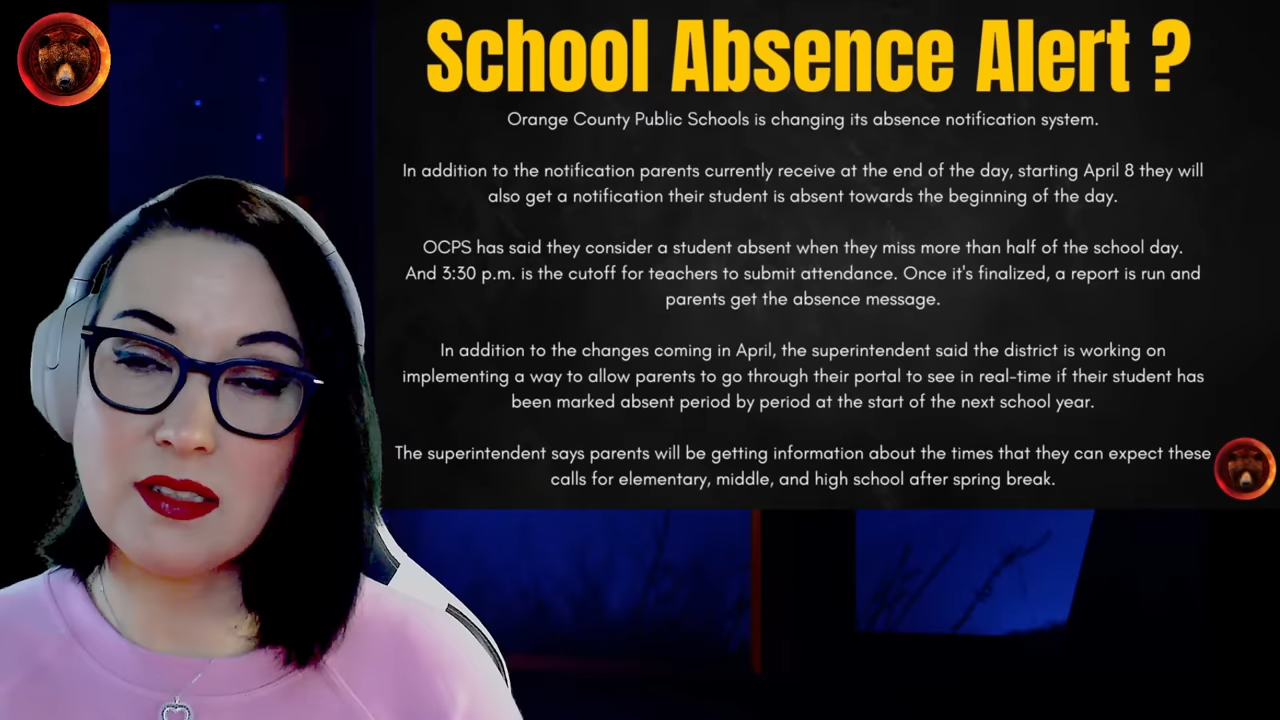 School Absence Alert ?
Orange County Public Schools is changing its absence notification system.
In addition to the notification parents currently receive at the end of the day, starting April 8 they will
also get a notification their student is absent towards the beginning of the day.
OCPS has said they consider a student absent when they miss more than half of the school day.
And 3:30 p.m. is the cutoff for teachers to submit attendance. Once it's finalized, a report is run and
parents get the absence message.
In addition to the changes coming in April, the superintendent said the district is working on
implementing a way to allow parents to go through their portal to see in real-time if their student has
been marked absent period by period at the start of the next school year.
The superintendent says parents will be getting information about the times that they can expect these
calls for elementary, middle, and high school after spring break.